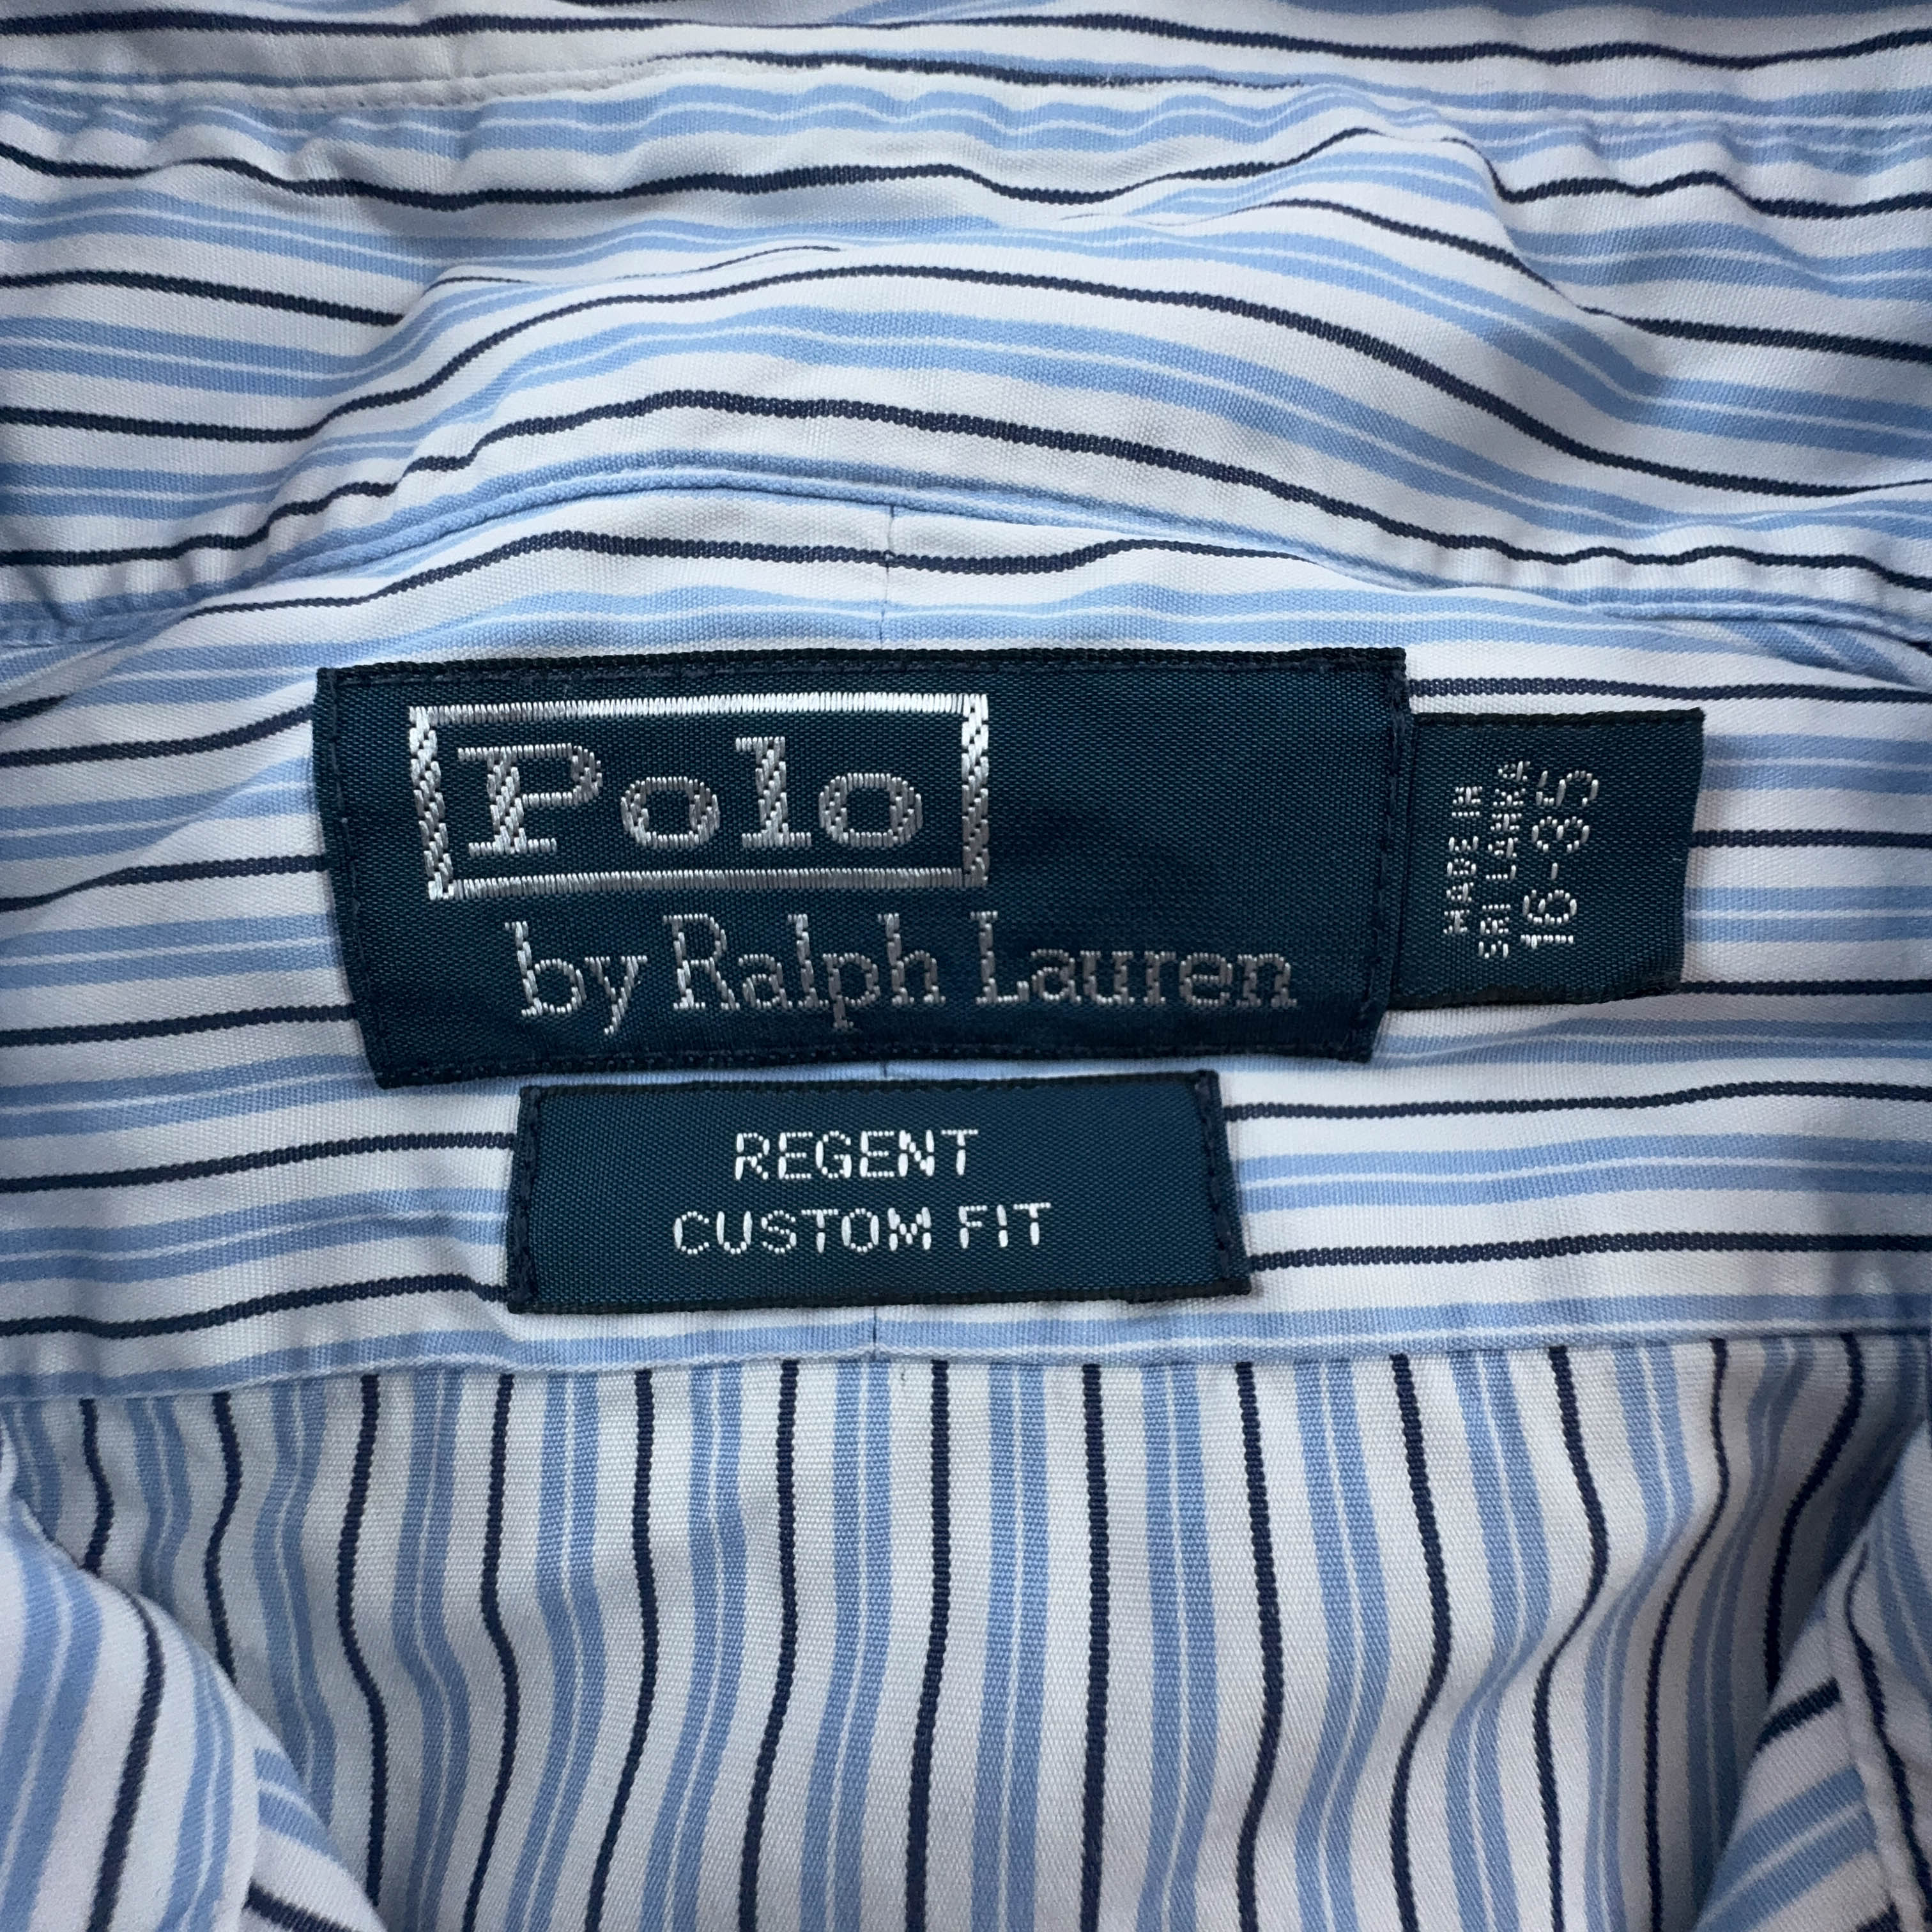 Polo
by Ralph Lauren
MADE IN
SRI LANKA
16-35
REGENT
CUSTOM FIT